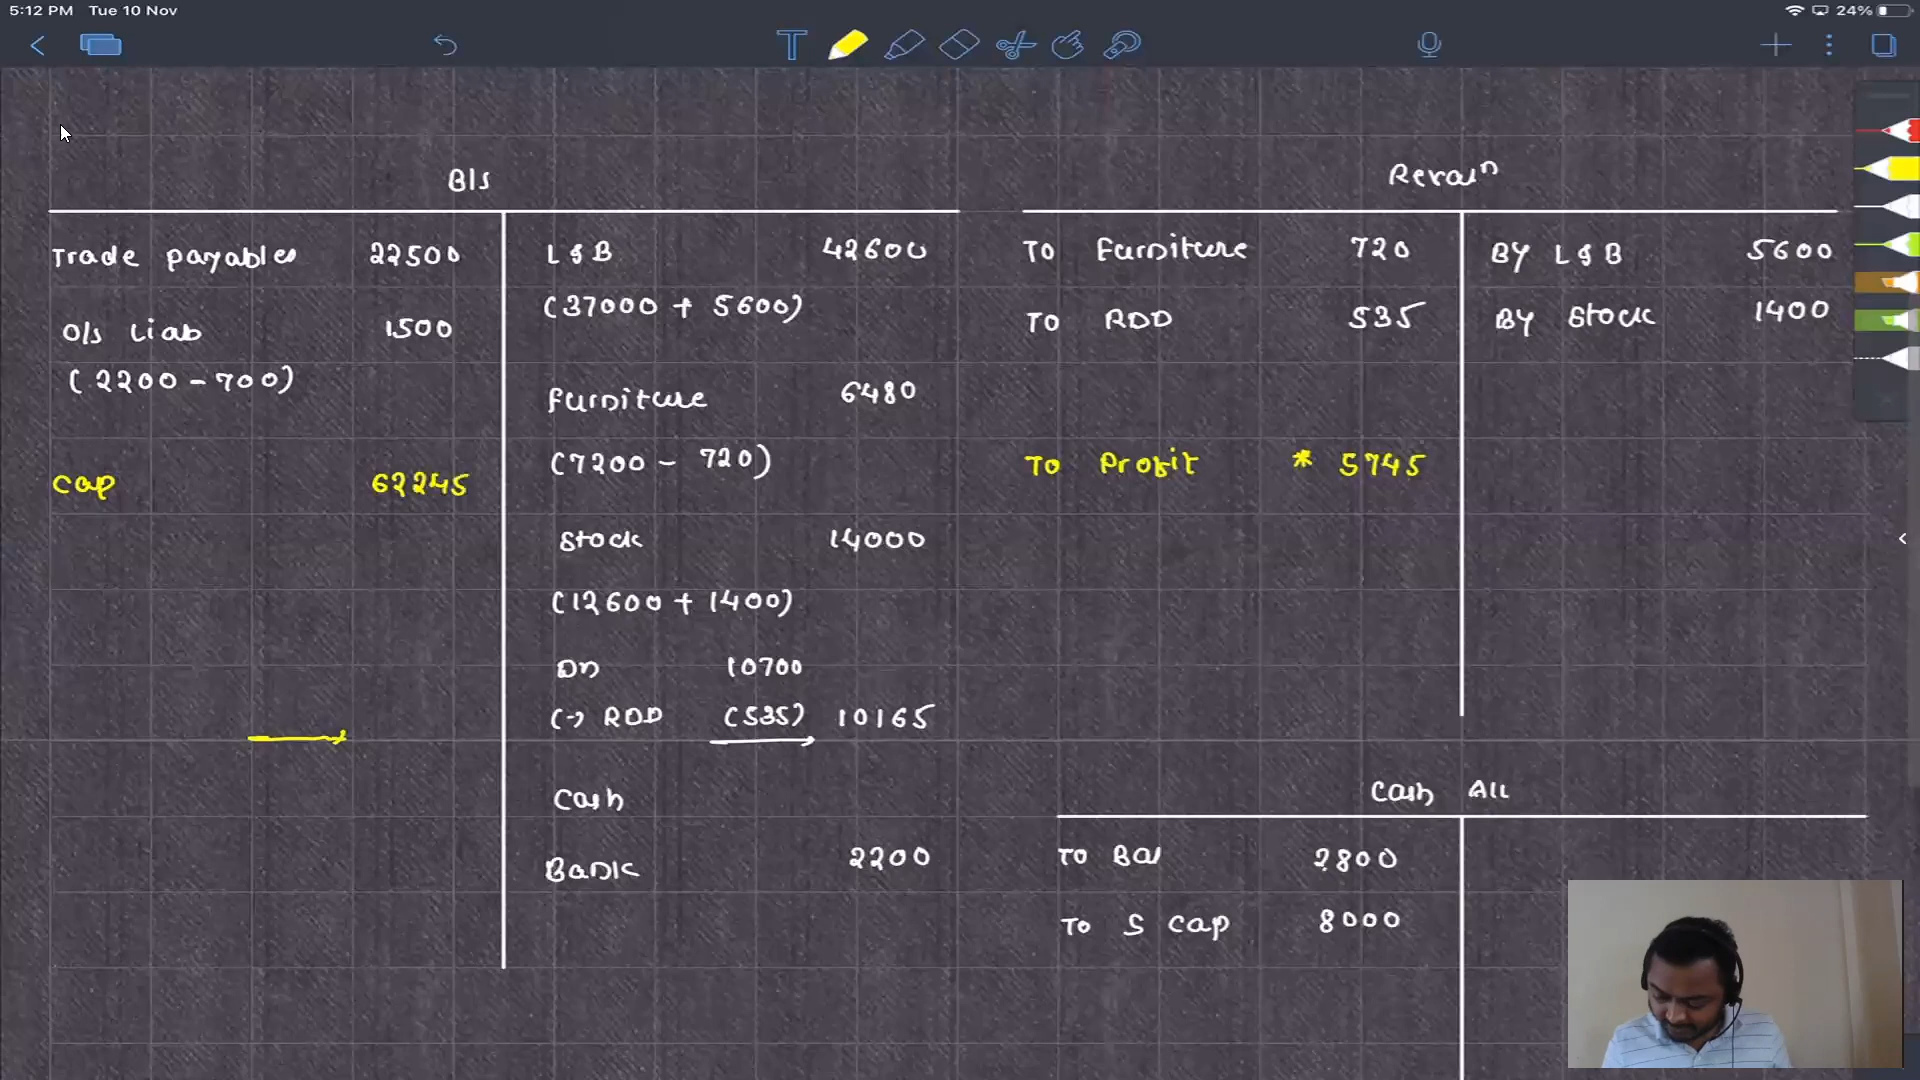 5:12 PM Tue 10 Nov
24%
T
B/S
Trade payables 22500
O/s Liab 1500
(2200 - 700)
Cap 62245
L & B 42600
(37000 + 5600)
Furniture 6480
(7200 - 720)
Stock 14000
(12600 + 1400)
Drs 10700
(-) RDD (535) 10165
Cash
Bank 2200
Revaln
To Furniture 720
To RDD 535
To Profit * 5745
By L & B 5600
By Stock 1400
Cash A/c
To Bal 2800
To S Cap 8000